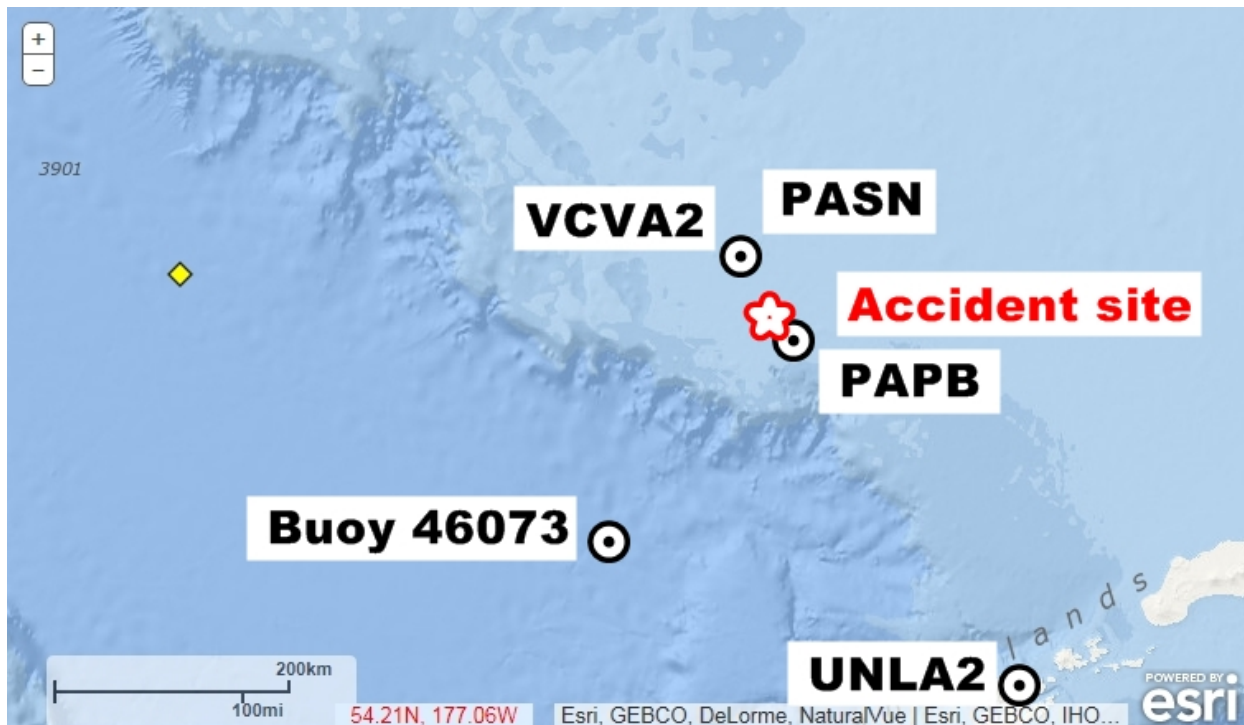 +
−
3901
VCVA2
PASN
Accident site
PAPB
Buoy 46073
lands
UNLA2
200km
100mi
54.21N, 177.06W
Esri, GEBCO, DeLorme, NaturalVue | Esri, GEBCO, IHO...
POWERED BY
esri